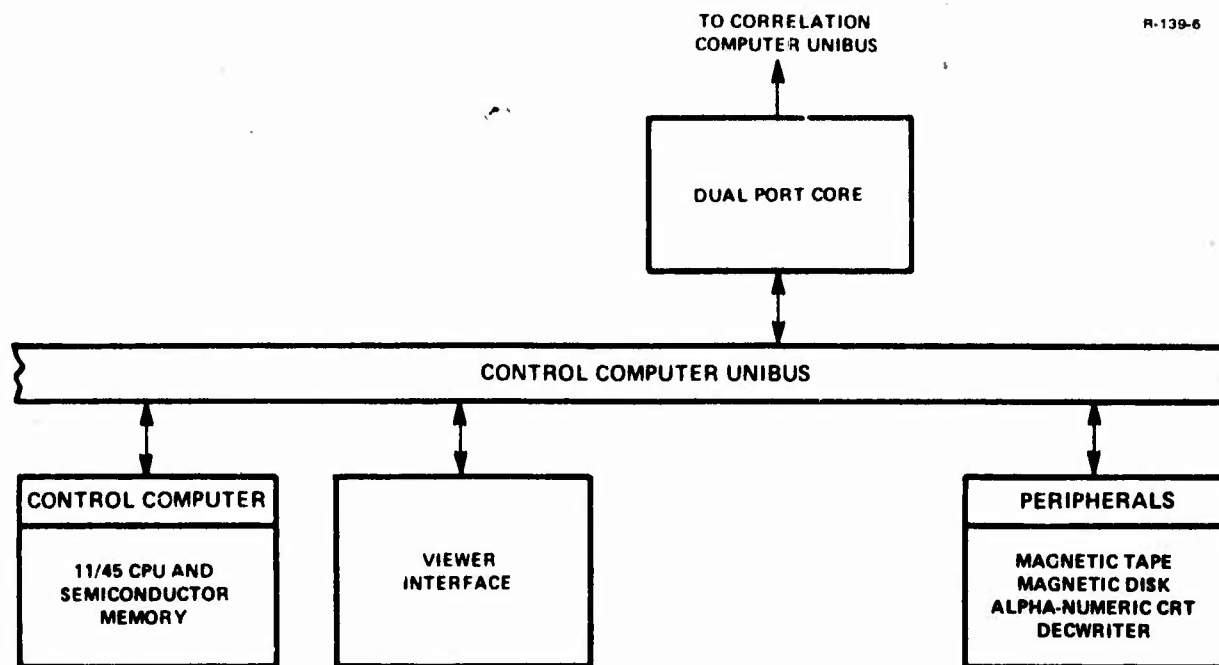 R-139-6
TO CORRELATION
COMPUTER UNIBUS
DUAL PORT CORE
CONTROL COMPUTER UNIBUS
CONTROL COMPUTER
11/45 CPU AND
SEMICONDUCTOR
MEMORY
VIEWER
INTERFACE
PERIPHERALS
MAGNETIC TAPE
MAGNETIC DISK
ALPHA-NUMERIC CRT
DECWRITER